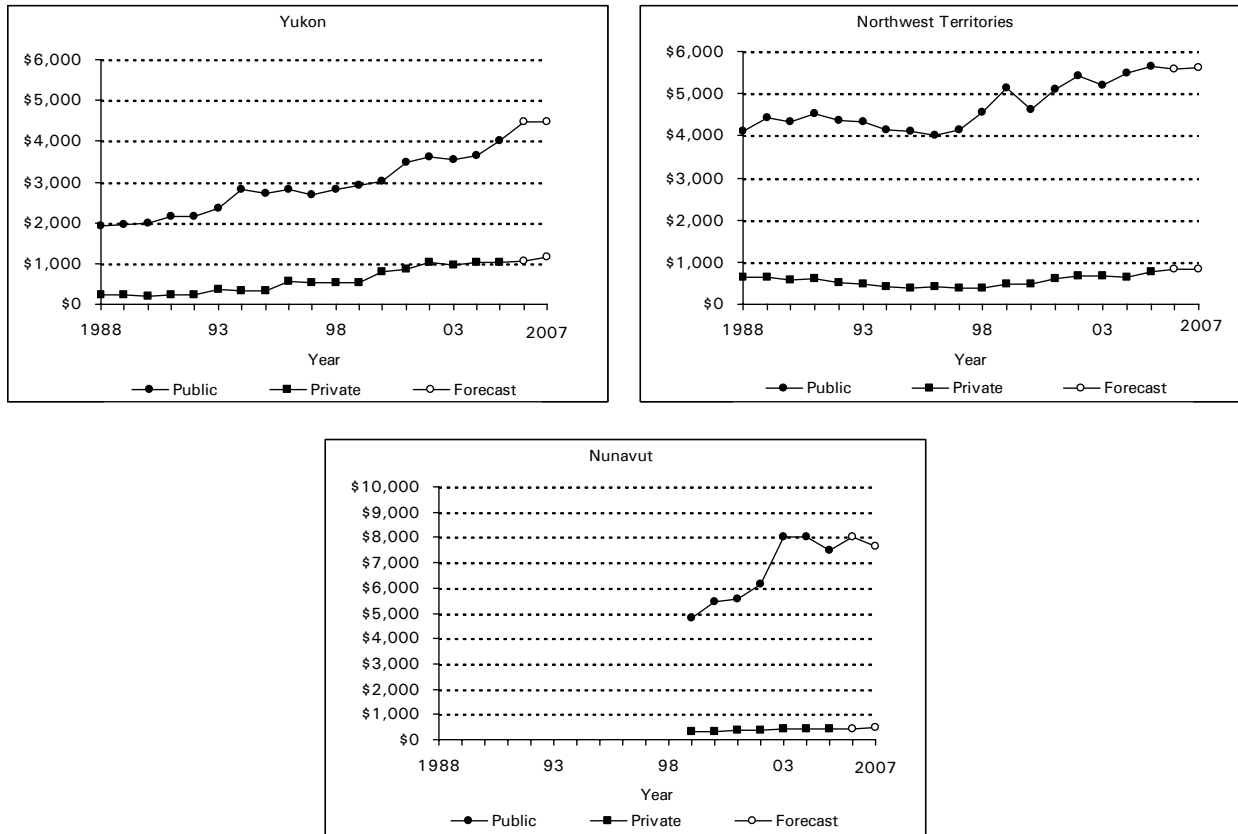 Yukon
$6,000
$5,000
$4,000
$3,000
$2,000
$1,000
$0
1988 93 98 03 2007
Year
Public Private Forecast
Northwest Territories
$6,000
$5,000
$4,000
$3,000
$2,000
$1,000
$0
1988 93 98 03 2007
Year
Public Private Forecast
Nunavut
$10,000
$9,000
$8,000
$7,000
$6,000
$5,000
$4,000
$3,000
$2,000
$1,000
$0
1988 93 98 03 2007
Year
Public Private Forecast